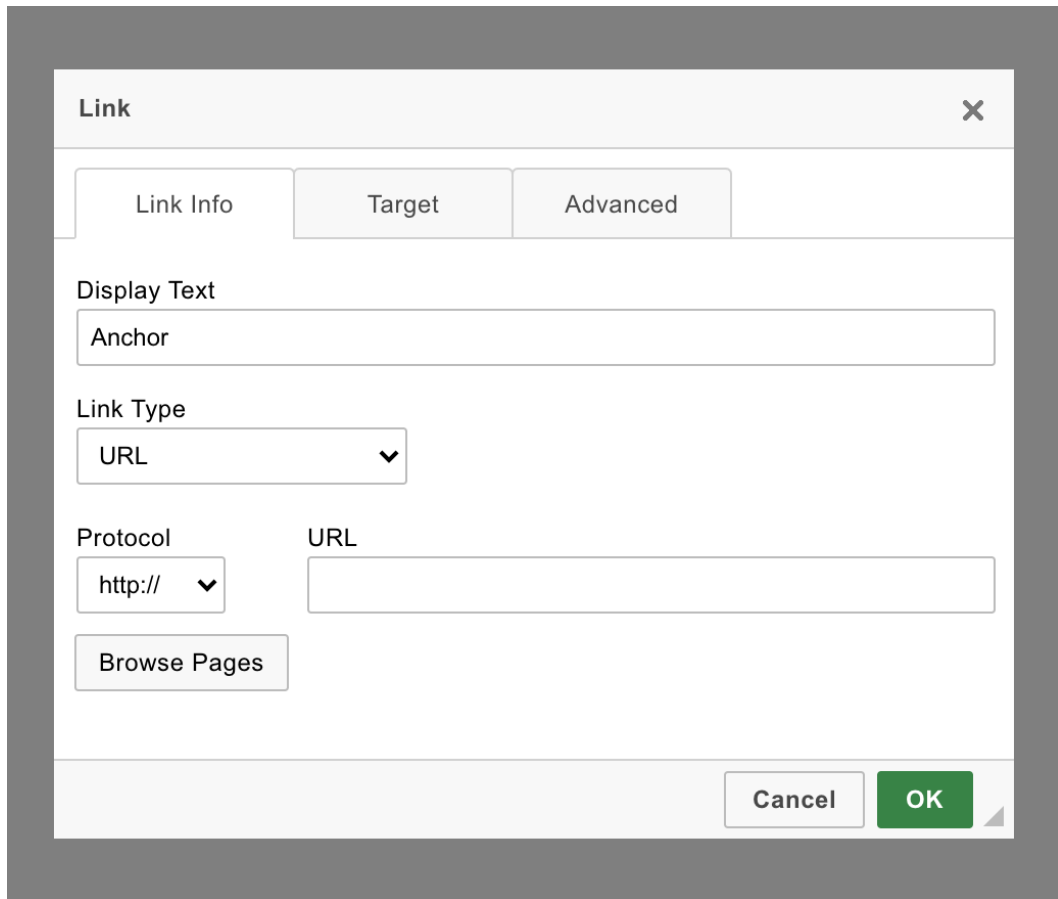 Link
Link Info Target Advanced
Display Text
Anchor
Link Type
URL
Protocol URL
http://
Browse Pages
Cancel OK